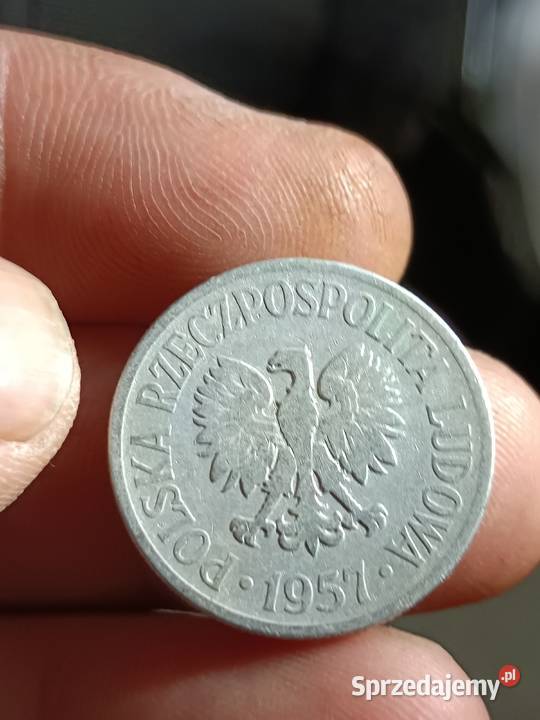 POLSKA RZECZPOSPOLITA LUDOWA
· 1957 ·
Sprzedajemy.pl